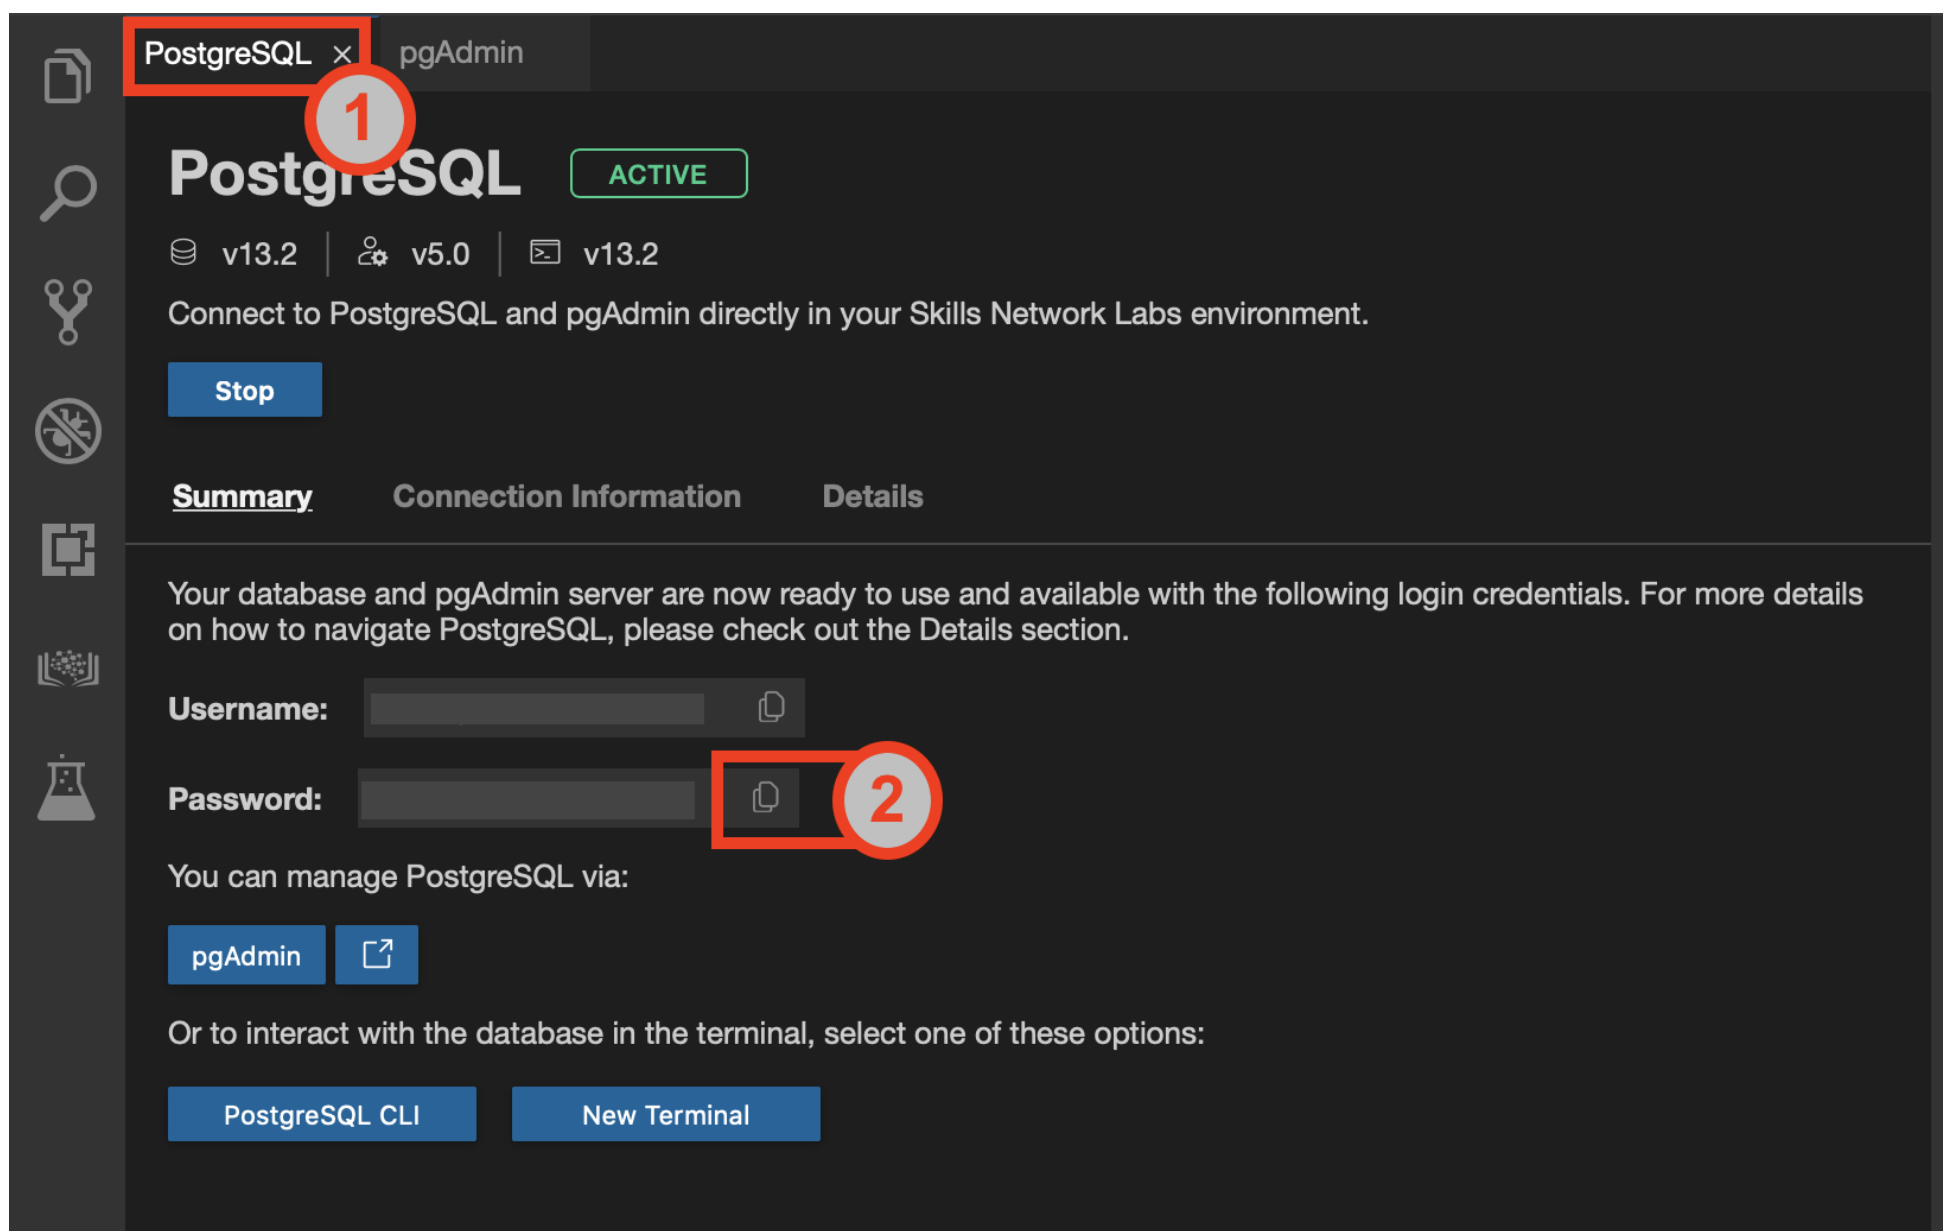 PostgreSQL × pgAdmin
1
PostgreSQL ACTIVE
v13.2 v5.0 v13.2
Connect to PostgreSQL and pgAdmin directly in your Skills Network Labs environment.
Stop
Summary Connection Information Details
Your database and pgAdmin server are now ready to use and available with the following login credentials. For more details
on how to navigate PostgreSQL, please check out the Details section.
Username:
Password: 2
You can manage PostgreSQL via:
pgAdmin
Or to interact with the database in the terminal, select one of these options:
PostgreSQL CLI New Terminal